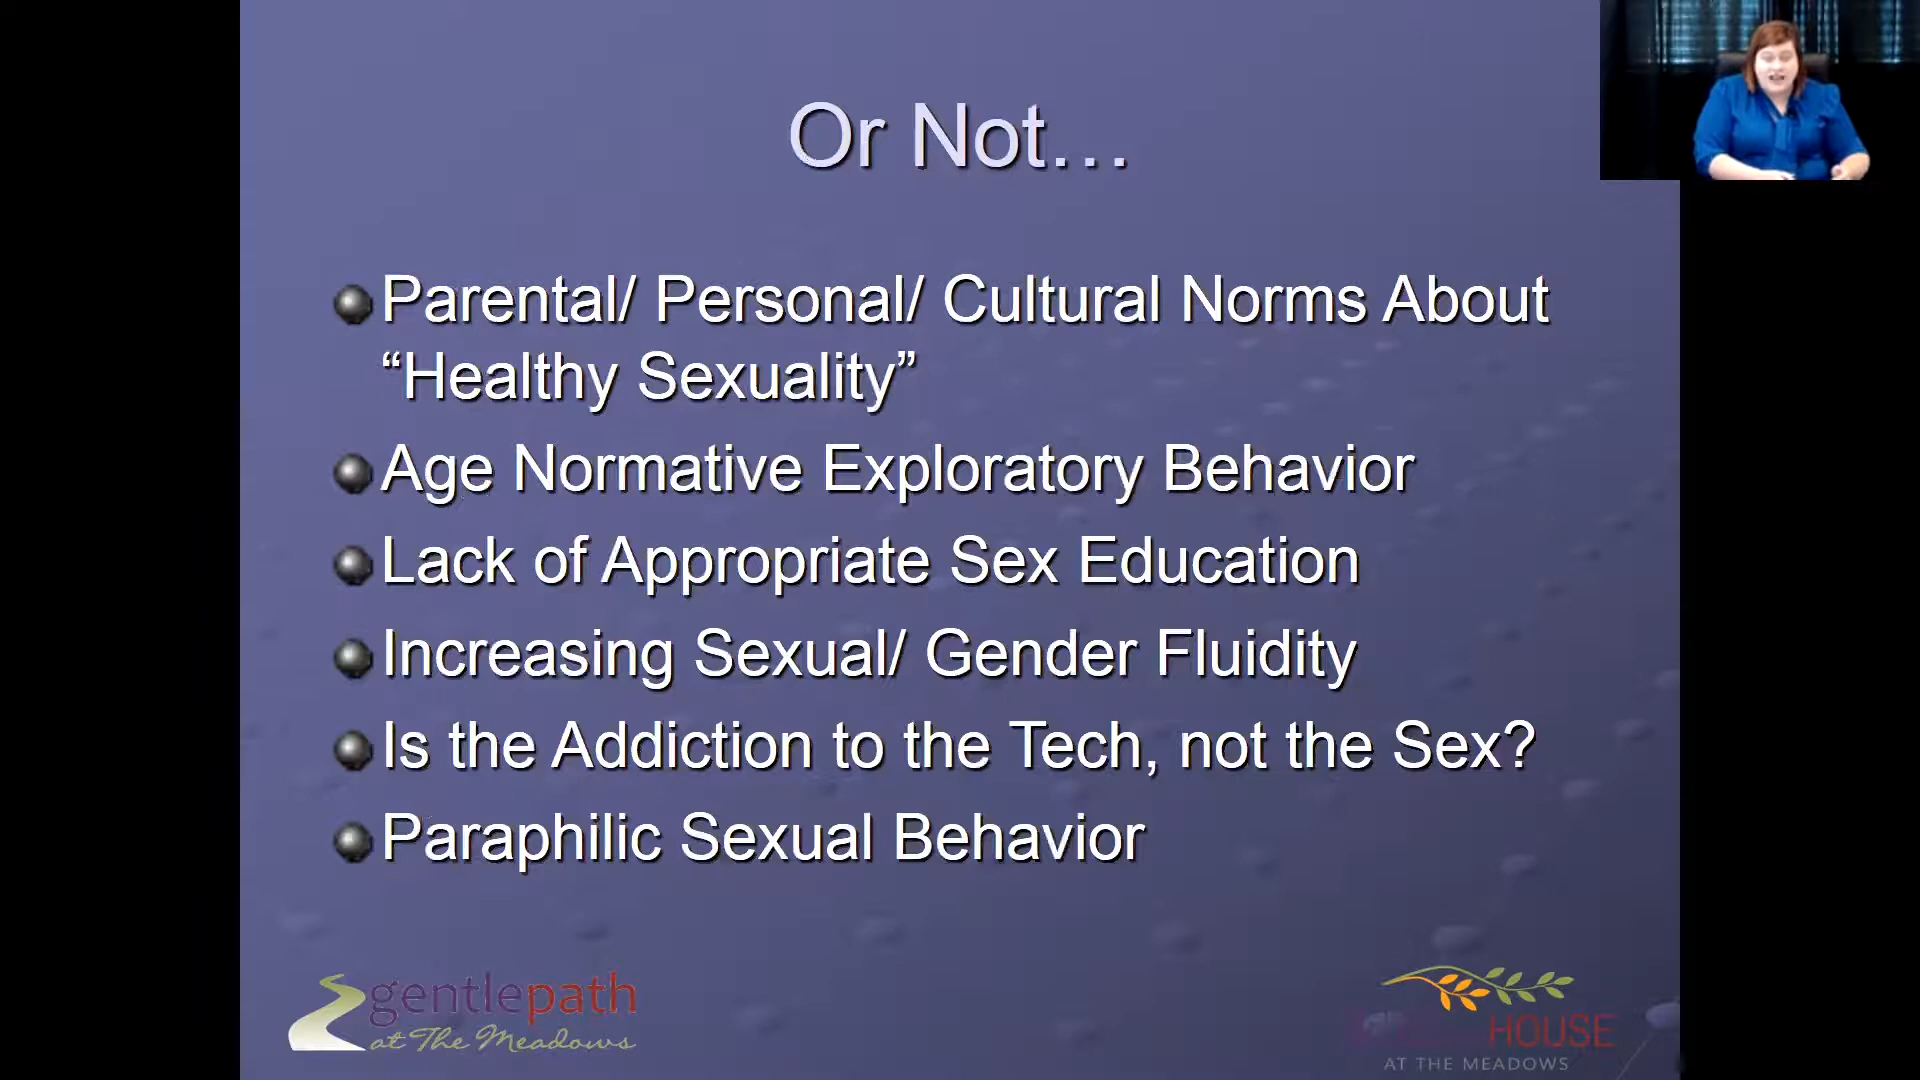 Or Not…
Parental/ Personal/ Cultural Norms About
“Healthy Sexuality”
Age Normative Exploratory Behavior
Lack of Appropriate Sex Education
Increasing Sexual/ Gender Fluidity
Is the Addiction to the Tech, not the Sex?
Paraphilic Sexual Behavior
gentlepath
at The Meadows
HOUSE
AT THE MEADOWS